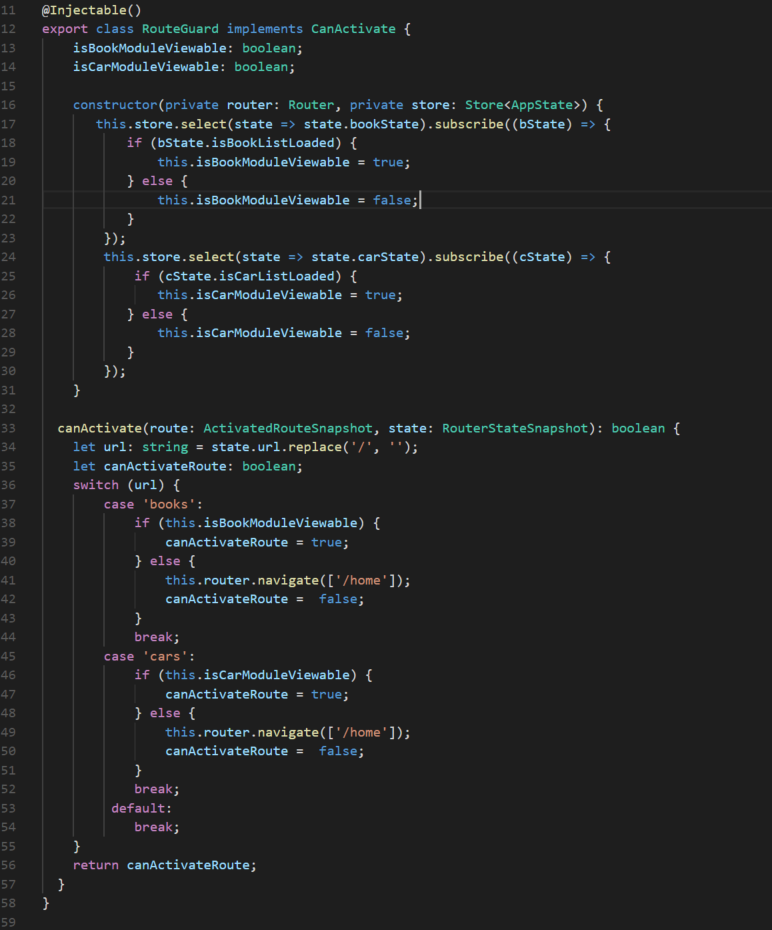 11 @Injectable()
12 export class RouteGuard implements CanActivate {
13     isBookModuleViewable: boolean;
14     isCarModuleViewable: boolean;
15
16     constructor(private router: Router, private store: Store<AppState>) {
17        this.store.select(state => state.bookState).subscribe((bState) => {
18            if (bState.isBookListLoaded) {
19                this.isBookModuleViewable = true;
20            } else {
21                this.isBookModuleViewable = false;
22            }
23         });
24         this.store.select(state => state.carState).subscribe((cState) => {
25             if (cState.isCarListLoaded) {
26                this.isCarModuleViewable = true;
27            } else {
28                this.isCarModuleViewable = false;
29            }
30         });
31     }
32
33   canActivate(route: ActivatedRouteSnapshot, state: RouterStateSnapshot): boolean {
34     let url: string = state.url.replace('/', '');
35     let canActivateRoute: boolean;
36     switch (url) {
37         case 'books':
38             if (this.isBookModuleViewable) {
39                 canActivateRoute = true;
40             } else {
41                 this.router.navigate(['/home']);
42                 canActivateRoute =  false;
43             }
44             break;
45         case 'cars':
46             if (this.isCarModuleViewable) {
47                 canActivateRoute = true;
48             } else {
49                 this.router.navigate(['/home']);
50                 canActivateRoute =  false;
51             }
52             break;
53          default:
54             break;
55     }
56     return canActivateRoute;
57   }
58 }
59